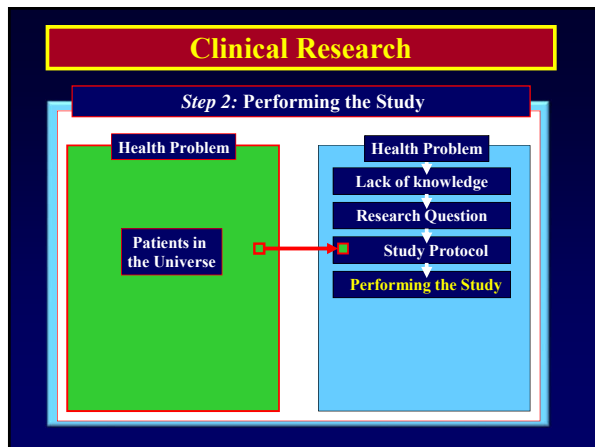 Clinical Research
Step 2: Performing the Study
Health Problem
Patients in
the Universe
Health Problem
Lack of knowledge
Research Question
Study Protocol
Performing the Study